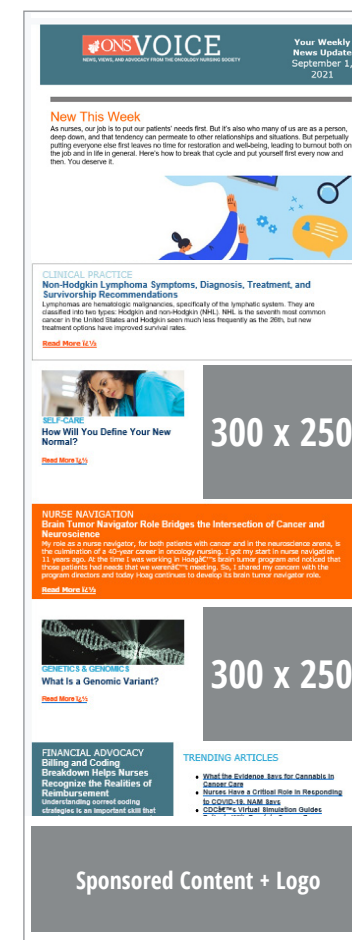 ONS VOICE
NEWS, VIEWS, AND ADVOCACY FROM THE ONCOLOGY NURSING SOCIETY
Your Weekly
News Update
September 1,
2021
New This Week
As nurses, our job is to put our patients' needs first. But it's also who many of us are as a person,
deep down, and that tendency can permeate to other relationships and situations. But perpetually
putting everyone else first leaves no time for restoration and well-being, leading to burnout both on
the job and in life in general. Here's how to break that cycle and put yourself first every now and
then. You deserve it.
CLINICAL PRACTICE
Non-Hodgkin Lymphoma Symptoms, Diagnosis, Treatment, and
Survivorship Recommendations
Lymphomas are hematologic malignancies, specifically of the lymphatic system. They are
classified into two types: Hodgkin and non-Hodgkin (NHL). NHL is the seventh most common
cancer in the United States and Hodgkin seen much less frequently as the 26th, but new
treatment options have improved survival rates.
Read More ï¿½
SELF-CARE
How Will You Define Your New
Normal?
Read More ï¿½
300 x 250
NURSE NAVIGATION
Brain Tumor Navigator Role Bridges the Intersection of Cancer and
Neuroscience
My role as a nurse navigator, for both patients with cancer and in the neuroscience arena, is
the culmination of a 40-year career in oncology nursing. I got my start in nurse navigation
11 years ago. At the time I was working in Hoagâ€™s brain tumor program and noticed that
those patients had needs that we werenâ€™t meeting. So, I shared my concern with the
program directors and today Hoag continues to develop its brain tumor navigator role.
Read More ï¿½
GENETICS & GENOMICS
What Is a Genomic Variant?
Read More ï¿½
300 x 250
FINANCIAL ADVOCACY
Billing and Coding
Breakdown Helps Nurses
Recognize the Realities of
Reimbursement
Understanding correct coding
strategies is an important skill that
TRENDING ARTICLES
What the Evidence Says for Cannabis in
Cancer Care
Nurses Have a Critical Role in Responding
to COVID-19, NAM Says
CDCâ€™s Virtual Simulation Guides
Sponsored Content + Logo